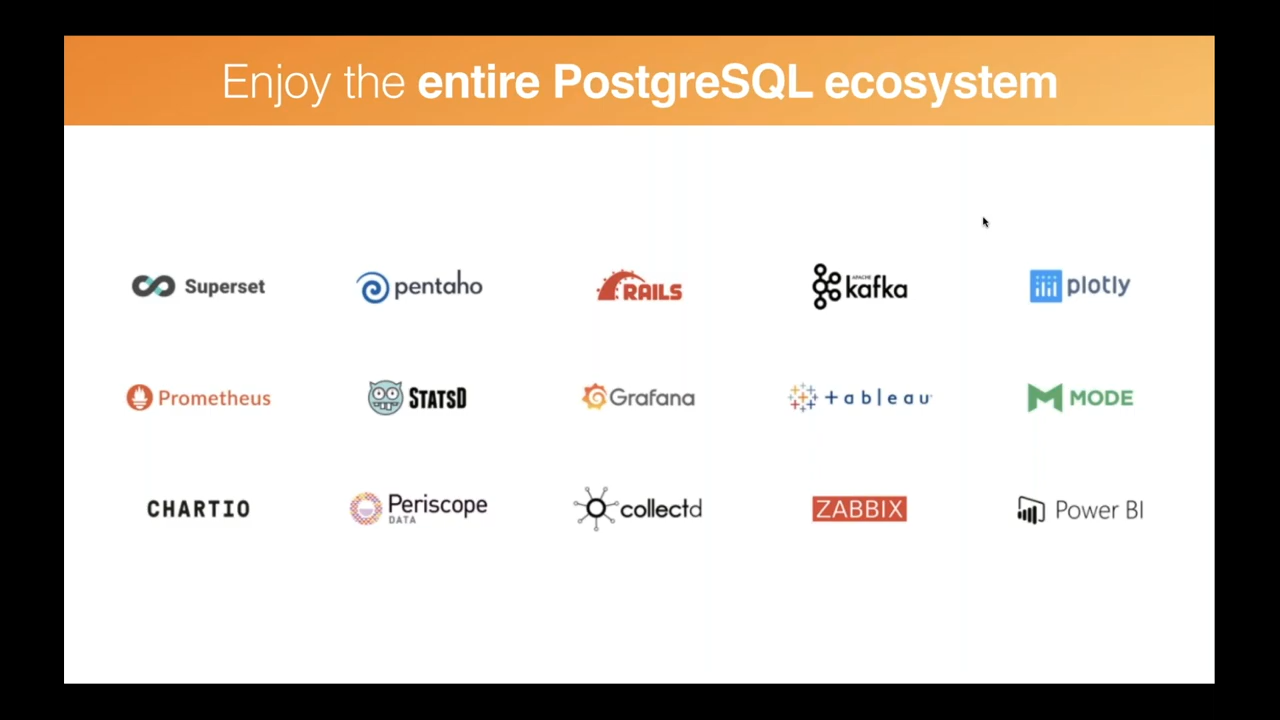 Enjoy the entire PostgreSQL ecosystem
Superset
pentaho
RAILS
APACHE
kafka
plotly
Prometheus
STATSD
Grafana
+ableau
MODE
CHARTIO
Periscope
DATA
collectd
ZABBIX
Power BI